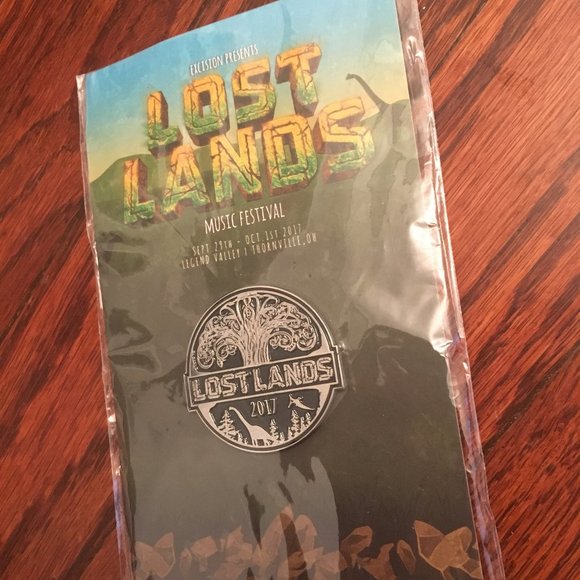 EXCISION PRESENTS
LOST
LANDS
MUSIC FESTIVAL
SEPT 29TH - OCT 1ST 2017
LEGEND VALLEY | THORNVILLE, OH
LOST LANDS
2017